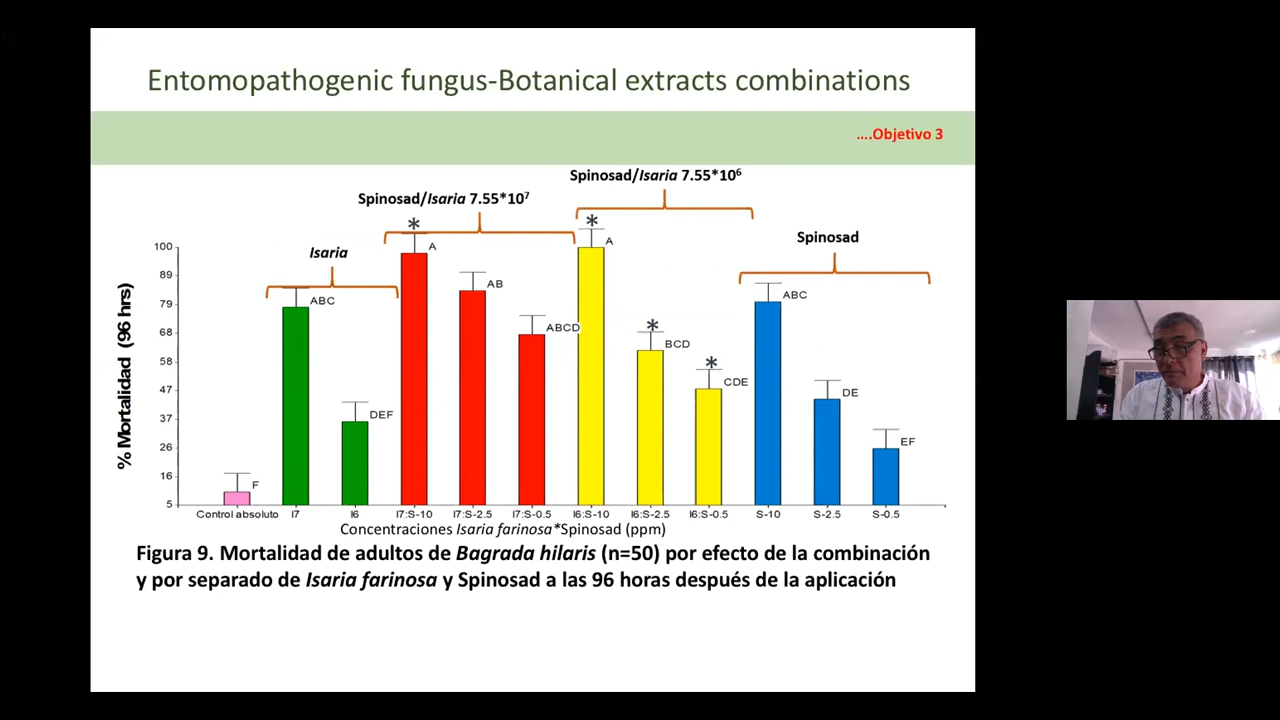 Entomopathogenic fungus-Botanical extracts combinations
....Objetivo 3
Spinosad/Isaria 7.55*10⁶
Spinosad/Isaria 7.55*10⁷
Spinosad
Isaria
% Mortalidad (96 hrs)
100
89
79
68
58
47
37
26
16
5
F
ABC
DEF
*
A
AB
ABCD
*
A
*
BCD
*
CDE
ABC
DE
EF
Control absoluto I7 I6 I7:S-10 I7:S-2.5 I7:S-0.5 I6:S-10 I6:S-2.5 I6:S-0.5 S-10 S-2.5 S-0.5
Concentraciones Isaria farinosa*Spinosad (ppm)
Figura 9. Mortalidad de adultos de Bagrada hilaris (n=50) por efecto de la combinación
y por separado de Isaria farinosa y Spinosad a las 96 horas después de la aplicación